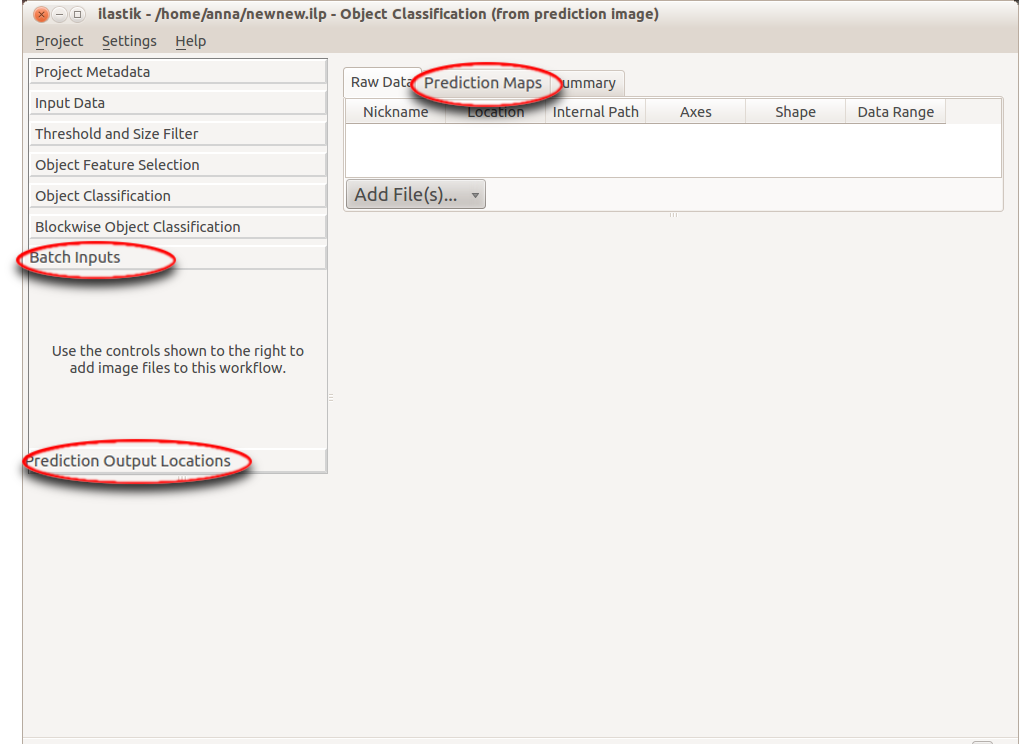 ilastik - /home/anna/newnew.ilp - Object Classification (from prediction image)
Project Settings Help
Project Metadata
Input Data
Threshold and Size Filter
Object Feature Selection
Object Classification
Blockwise Object Classification
Batch Inputs
Use the controls shown to the right to
add image files to this workflow.
Prediction Output Locations
Raw Data Prediction Maps ummary
Nickname Location Internal Path Axes Shape Data Range
Add File(s)...